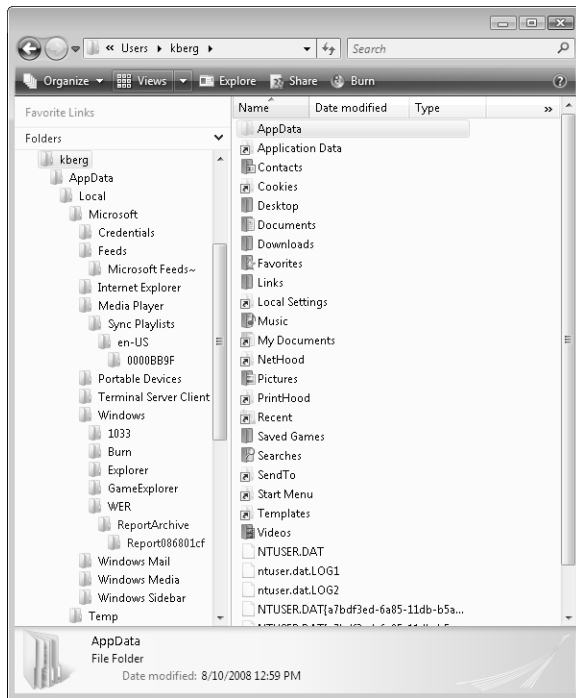 « Users ▸ kberg ▸
Search
Organize Views Explore Share Burn
Favorite Links
Folders
kberg
AppData
Local
Microsoft
Credentials
Feeds
Microsoft Feeds~
Internet Explorer
Media Player
Sync Playlists
en-US
0000BB9F
Portable Devices
Terminal Server Client
Windows
1033
Burn
Explorer
GameExplorer
WER
ReportArchive
Report086801cf
Windows Mail
Windows Media
Windows Sidebar
Temp
Name Date modified Type »
AppData
Application Data
Contacts
Cookies
Desktop
Documents
Downloads
Favorites
Links
Local Settings
Music
My Documents
NetHood
Pictures
PrintHood
Recent
Saved Games
Searches
SendTo
Start Menu
Templates
Videos
NTUSER.DAT
ntuser.dat.LOG1
ntuser.dat.LOG2
NTUSER.DAT{a7bdf3ed-6a85-11db-b5a...
AppData
File Folder
Date modified: 8/10/2008 12:59 PM